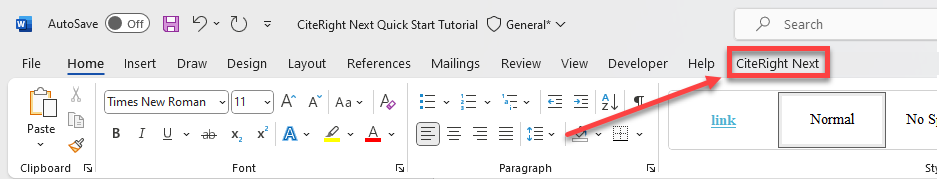 AutoSave Off CiteRight Next Quick Start Tutorial General* Search
File Home Insert Draw Design Layout References Mailings Review View Developer Help CiteRight Next
Times New Roman 11 A A Aa A
Paste B I U ab x₂ x² A A link Normal No Sp
Clipboard Font Paragraph Sty